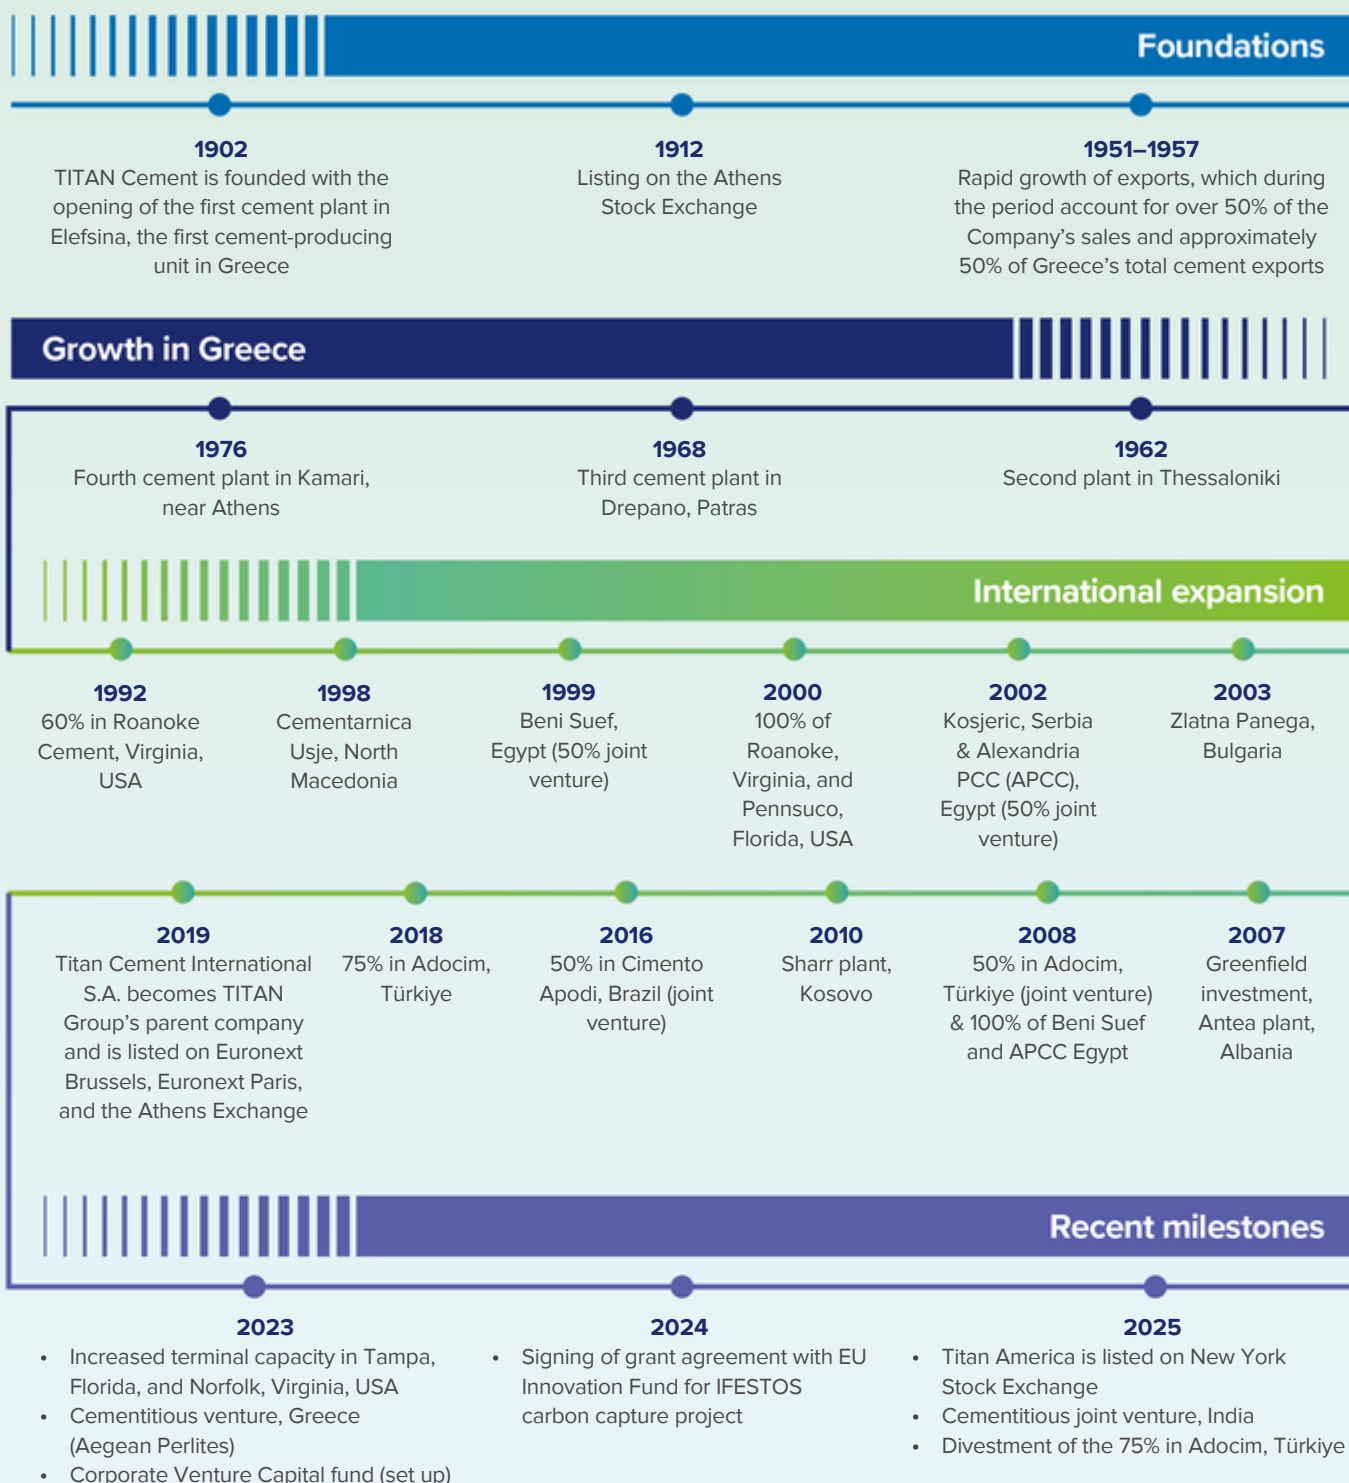 Foundations
1902
TITAN Cement is founded with the
opening of the first cement plant in
Elefsina, the first cement-producing
unit in Greece
1912
Listing on the Athens
Stock Exchange
1951–1957
Rapid growth of exports, which during
the period account for over 50% of the
Company's sales and approximately
50% of Greece's total cement exports
Growth in Greece
1976
Fourth cement plant in Kamari,
near Athens
1968
Third cement plant in
Drepano, Patras
1962
Second plant in Thessaloniki
International expansion
1992
60% in Roanoke
Cement, Virginia,
USA
1998
Cementarnica
Usje, North
Macedonia
1999
Beni Suef,
Egypt (50% joint
venture)
2000
100% of
Roanoke,
Virginia, and
Pennsuco,
Florida, USA
2002
Kosjeric, Serbia
& Alexandria
PCC (APCC),
Egypt (50% joint
venture)
2003
Zlatna Panega,
Bulgaria
2019
Titan Cement International
S.A. becomes TITAN
Group's parent company
and is listed on Euronext
Brussels, Euronext Paris,
and the Athens Exchange
2018
75% in Adocim,
Türkiye
2016
50% in Cimento
Apodi, Brazil (joint
venture)
2010
Sharr plant,
Kosovo
2008
50% in Adocim,
Türkiye (joint venture)
& 100% of Beni Suef
and APCC Egypt
2007
Greenfield
investment,
Antea plant,
Albania
Recent milestones
2023
• Increased terminal capacity in Tampa,
Florida, and Norfolk, Virginia, USA
• Cementitious venture, Greece
(Aegean Perlites)
• Corporate Venture Capital fund (set up)
2024
• Signing of grant agreement with EU
Innovation Fund for IFESTOS
carbon capture project
2025
• Titan America is listed on New York
Stock Exchange
• Cementitious joint venture, India
• Divestment of the 75% in Adocim, Türkiye